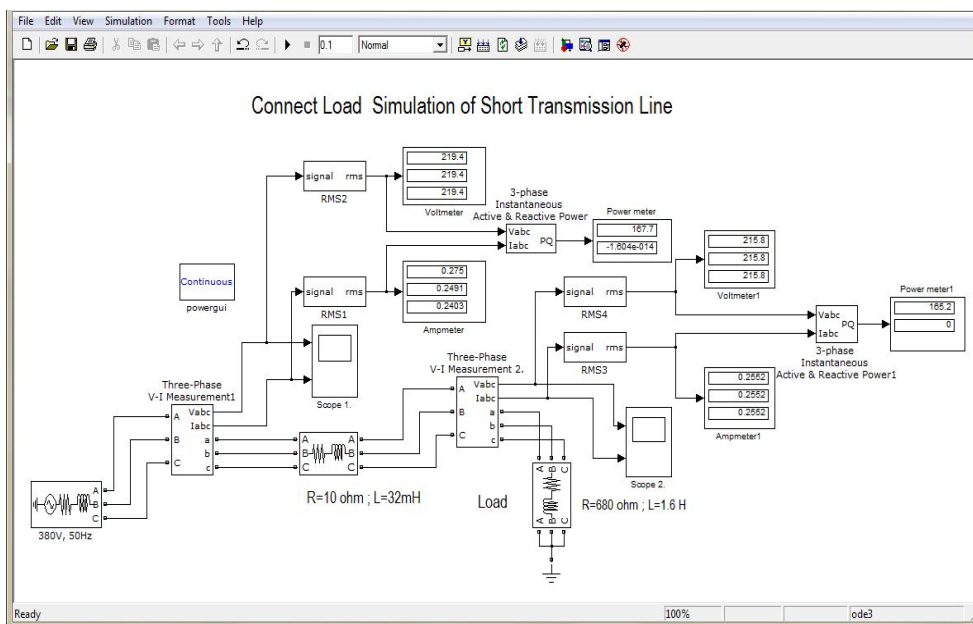 File Edit View Simulation Format Tools Help
0.1 Normal
Connect Load Simulation of Short Transmission Line
signal rms
RMS2
219.4
219.4
219.4
Voltmeter
3-phase
Instantaneous
Active & Reactive Power
Vabc
Iabc
PQ
Power meter
167.7
-1.604e-014
Continuous
powergui
signal rms
RMS1
0.275
0.2491
0.2403
Ampmeter
signal rms
RMS4
215.8
215.8
215.8
Voltmeter1
Power meter1
165.2
0
Vabc
Iabc
PQ
3-phase
Instantaneous
Active & Reactive Power1
signal rms
RMS3
0.2552
0.2552
0.2552
Ampmeter1
Scope 1.
Three-Phase
V-I Measurement1
A Vabc
Iabc
B a
b
C c
A A
B B
C C
R=10 ohm ; L=32mH
Three-Phase
V-I Measurement 2.
A Vabc
Iabc
B a
b
C c
Scope 2.
A
B
C
380V, 50Hz
Load
A B C
A B C
R=680 ohm ; L=1.6 H
Ready 100% ode3